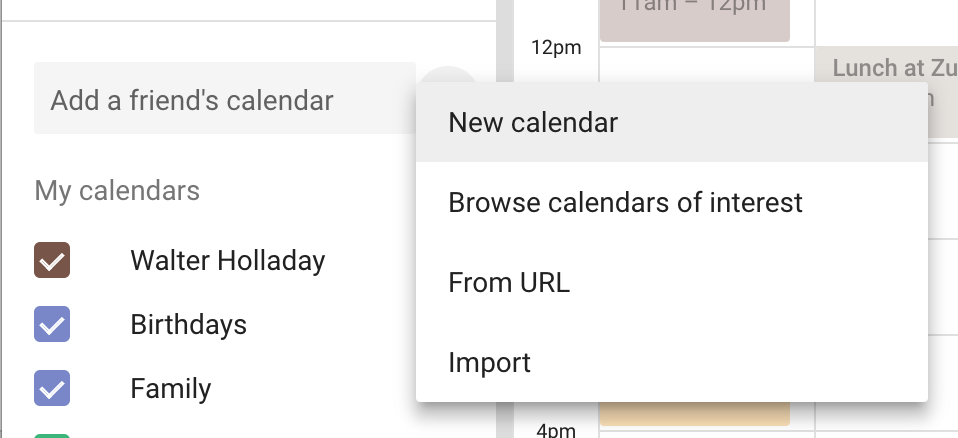 11am – 12pm
12pm
Lunch at Zu
Add a friend's calendar
New calendar
My calendars
Browse calendars of interest
Walter Holladay
From URL
Birthdays
Import
Family
4pm